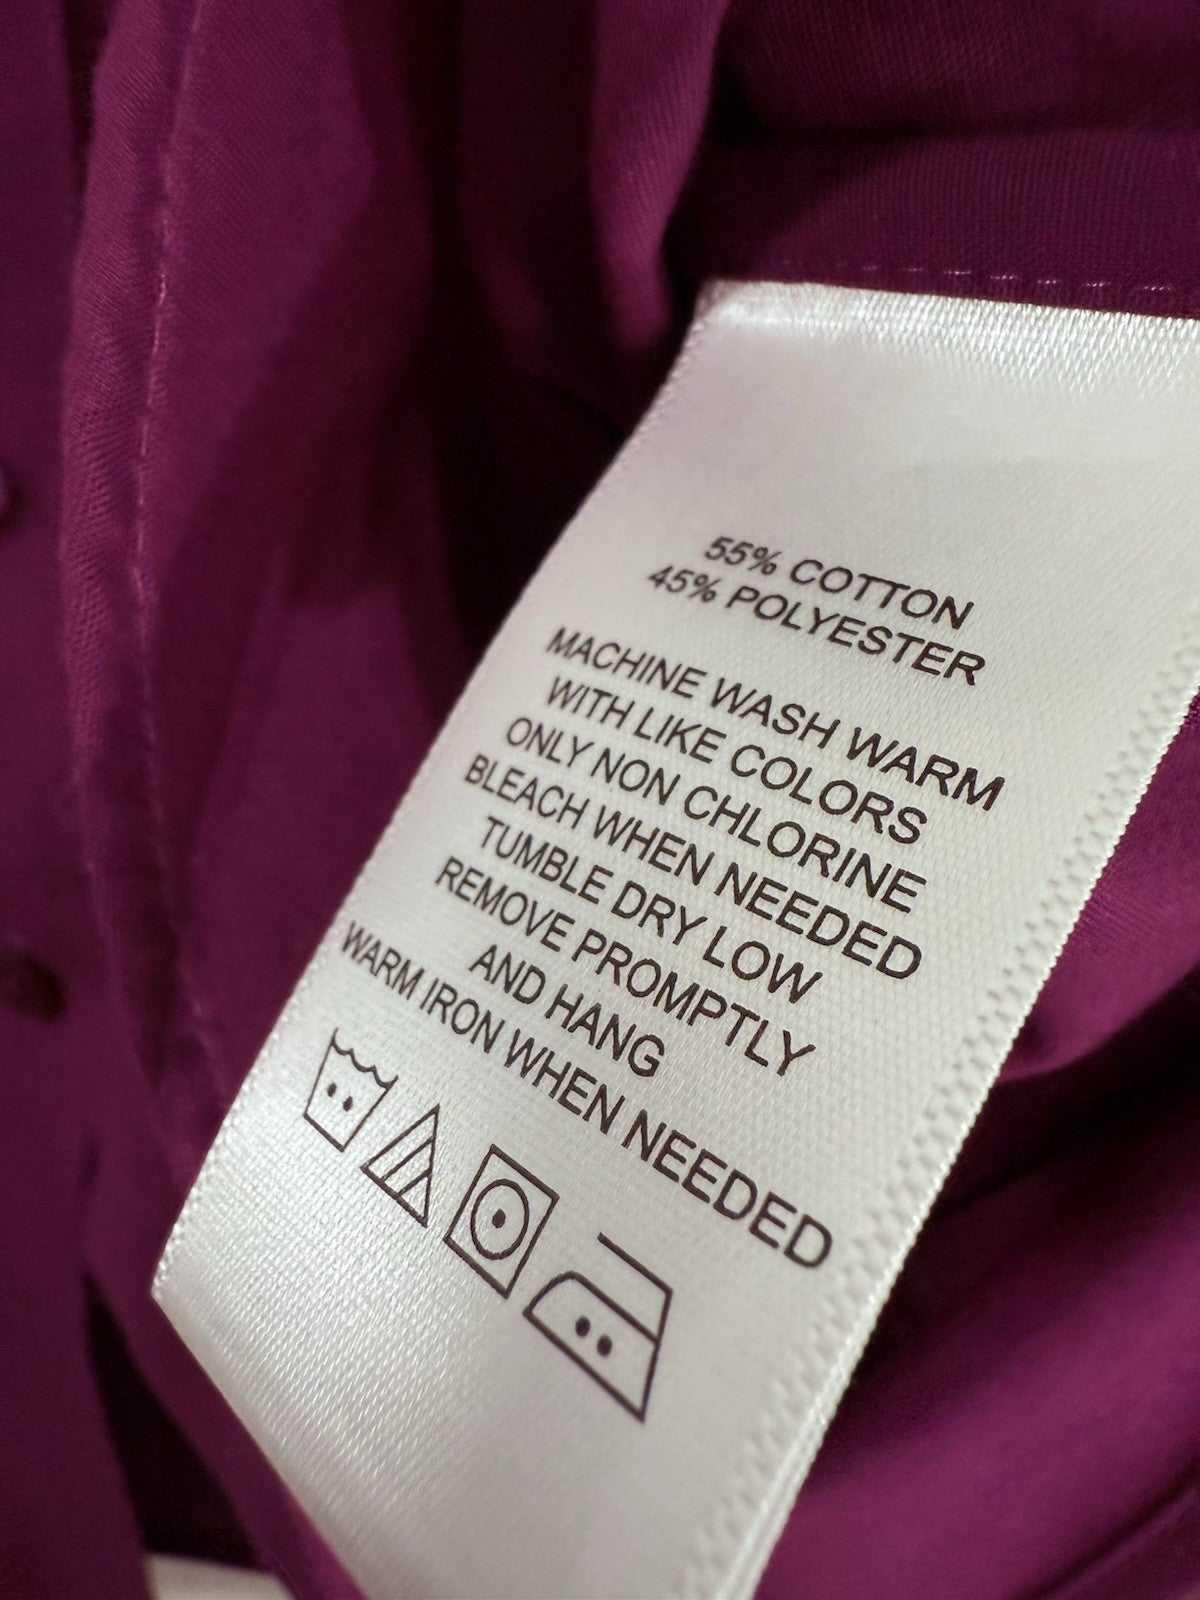 55% COTTON
45% POLYESTER
MACHINE WASH WARM
WITH LIKE COLORS
ONLY NON CHLORINE
BLEACH WHEN NEEDED
TUMBLE DRY LOW
REMOVE PROMPTLY
AND HANG
WARM IRON WHEN NEEDED